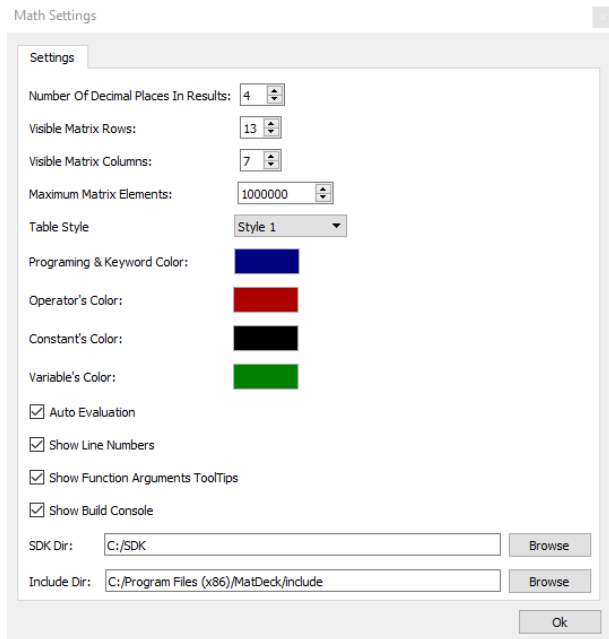 Math Settings
Settings
Number Of Decimal Places In Results: 4
Visible Matrix Rows: 13
Visible Matrix Columns: 7
Maximum Matrix Elements: 1000000
Table Style Style 1
Programing & Keyword Color:
Operator's Color:
Constant's Color:
Variable's Color:
Auto Evaluation
Show Line Numbers
Show Function Arguments ToolTips
Show Build Console
SDK Dir: C:/SDK Browse
Include Dir: C:/Program Files (x86)/MatDeck/include Browse
Ok